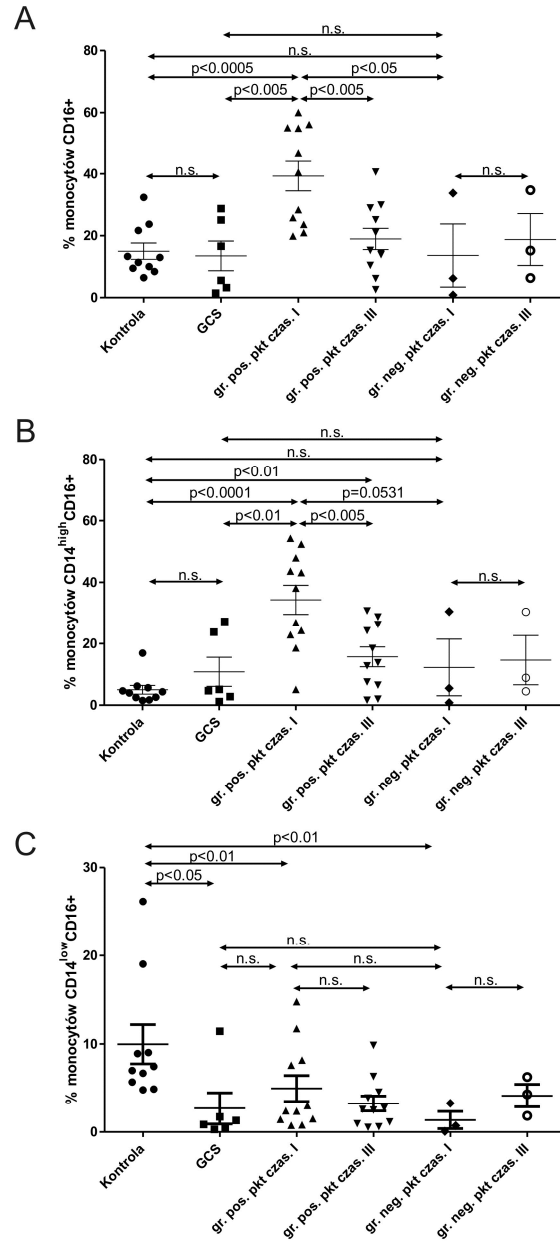 A
n.s.
n.s.
p<0.0005 p<0.05
p<0.005 p<0.005
n.s. n.s.
% monocytów CD16+
80
60
40
20
0
Kontrola
GCS
gr. pos. pkt czas. I
gr. pos. pkt czas. III
gr. neg. pkt czas. I
gr. neg. pkt czas. III
B
n.s.
n.s.
p<0.01
p<0.0001 p=0.0531
p<0.01 p<0.005
n.s. n.s.
% monocytów CD14highCD16+
80
60
40
20
0
Kontrola
GCS
gr. pos. pkt czas. I
gr. pos. pkt czas. III
gr. neg. pkt czas. I
gr. neg. pkt czas. III
C
p<0.01
p<0.01
p<0.05
n.s.
n.s. n.s.
n.s. n.s.
% monocytów CD14lowCD16+
30
20
10
0
Kontrola
GCS
gr. pos. pkt czas. I
gr. pos. pkt czas. III
gr. neg. pkt czas. I
gr. neg. pkt czas. III